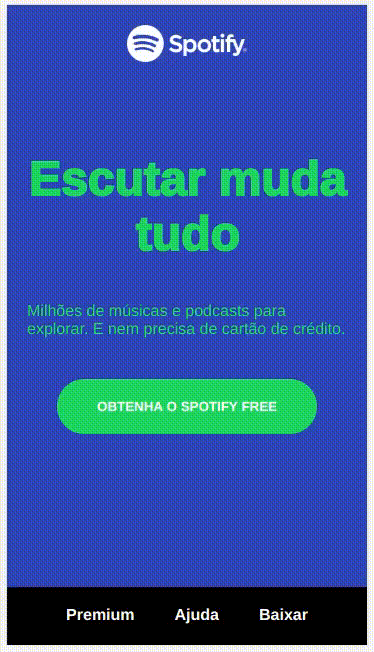 Spotify
Escutar muda
tudo
Milhões de músicas e podcasts para
explorar. E nem precisa de cartão de crédito.
OBTENHA O SPOTIFY FREE
Premium Ajuda Baixar